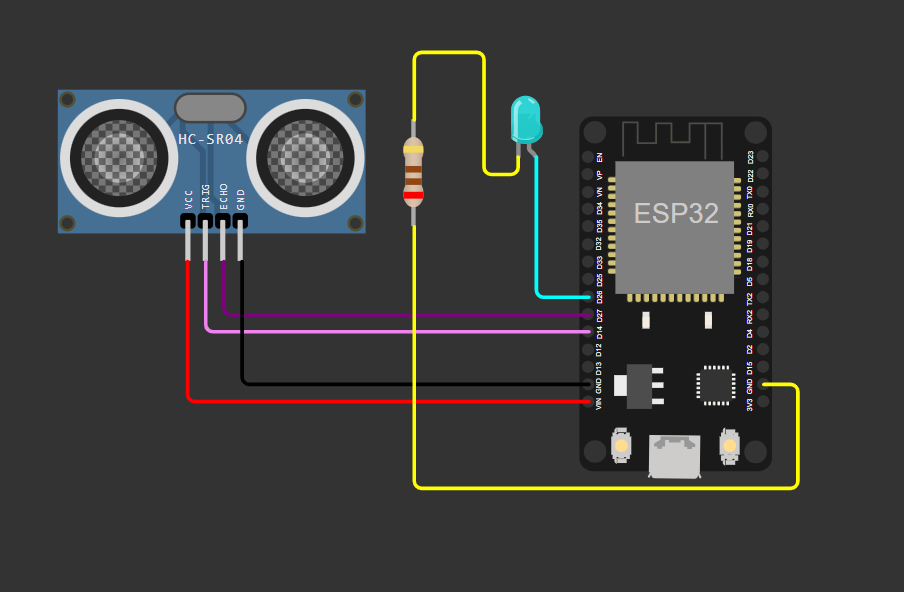 HC-SR04
VCC
TRIG
ECHO
GND
ESP32
EN
VP
VN
D34
D35
D32
D33
D25
D26
D27
D14
D12
D13
GND
VIN
D23
D22
TX0
RX0
D21
D19
D18
D5
TX2
RX2
D4
D2
D15
GND
3V3